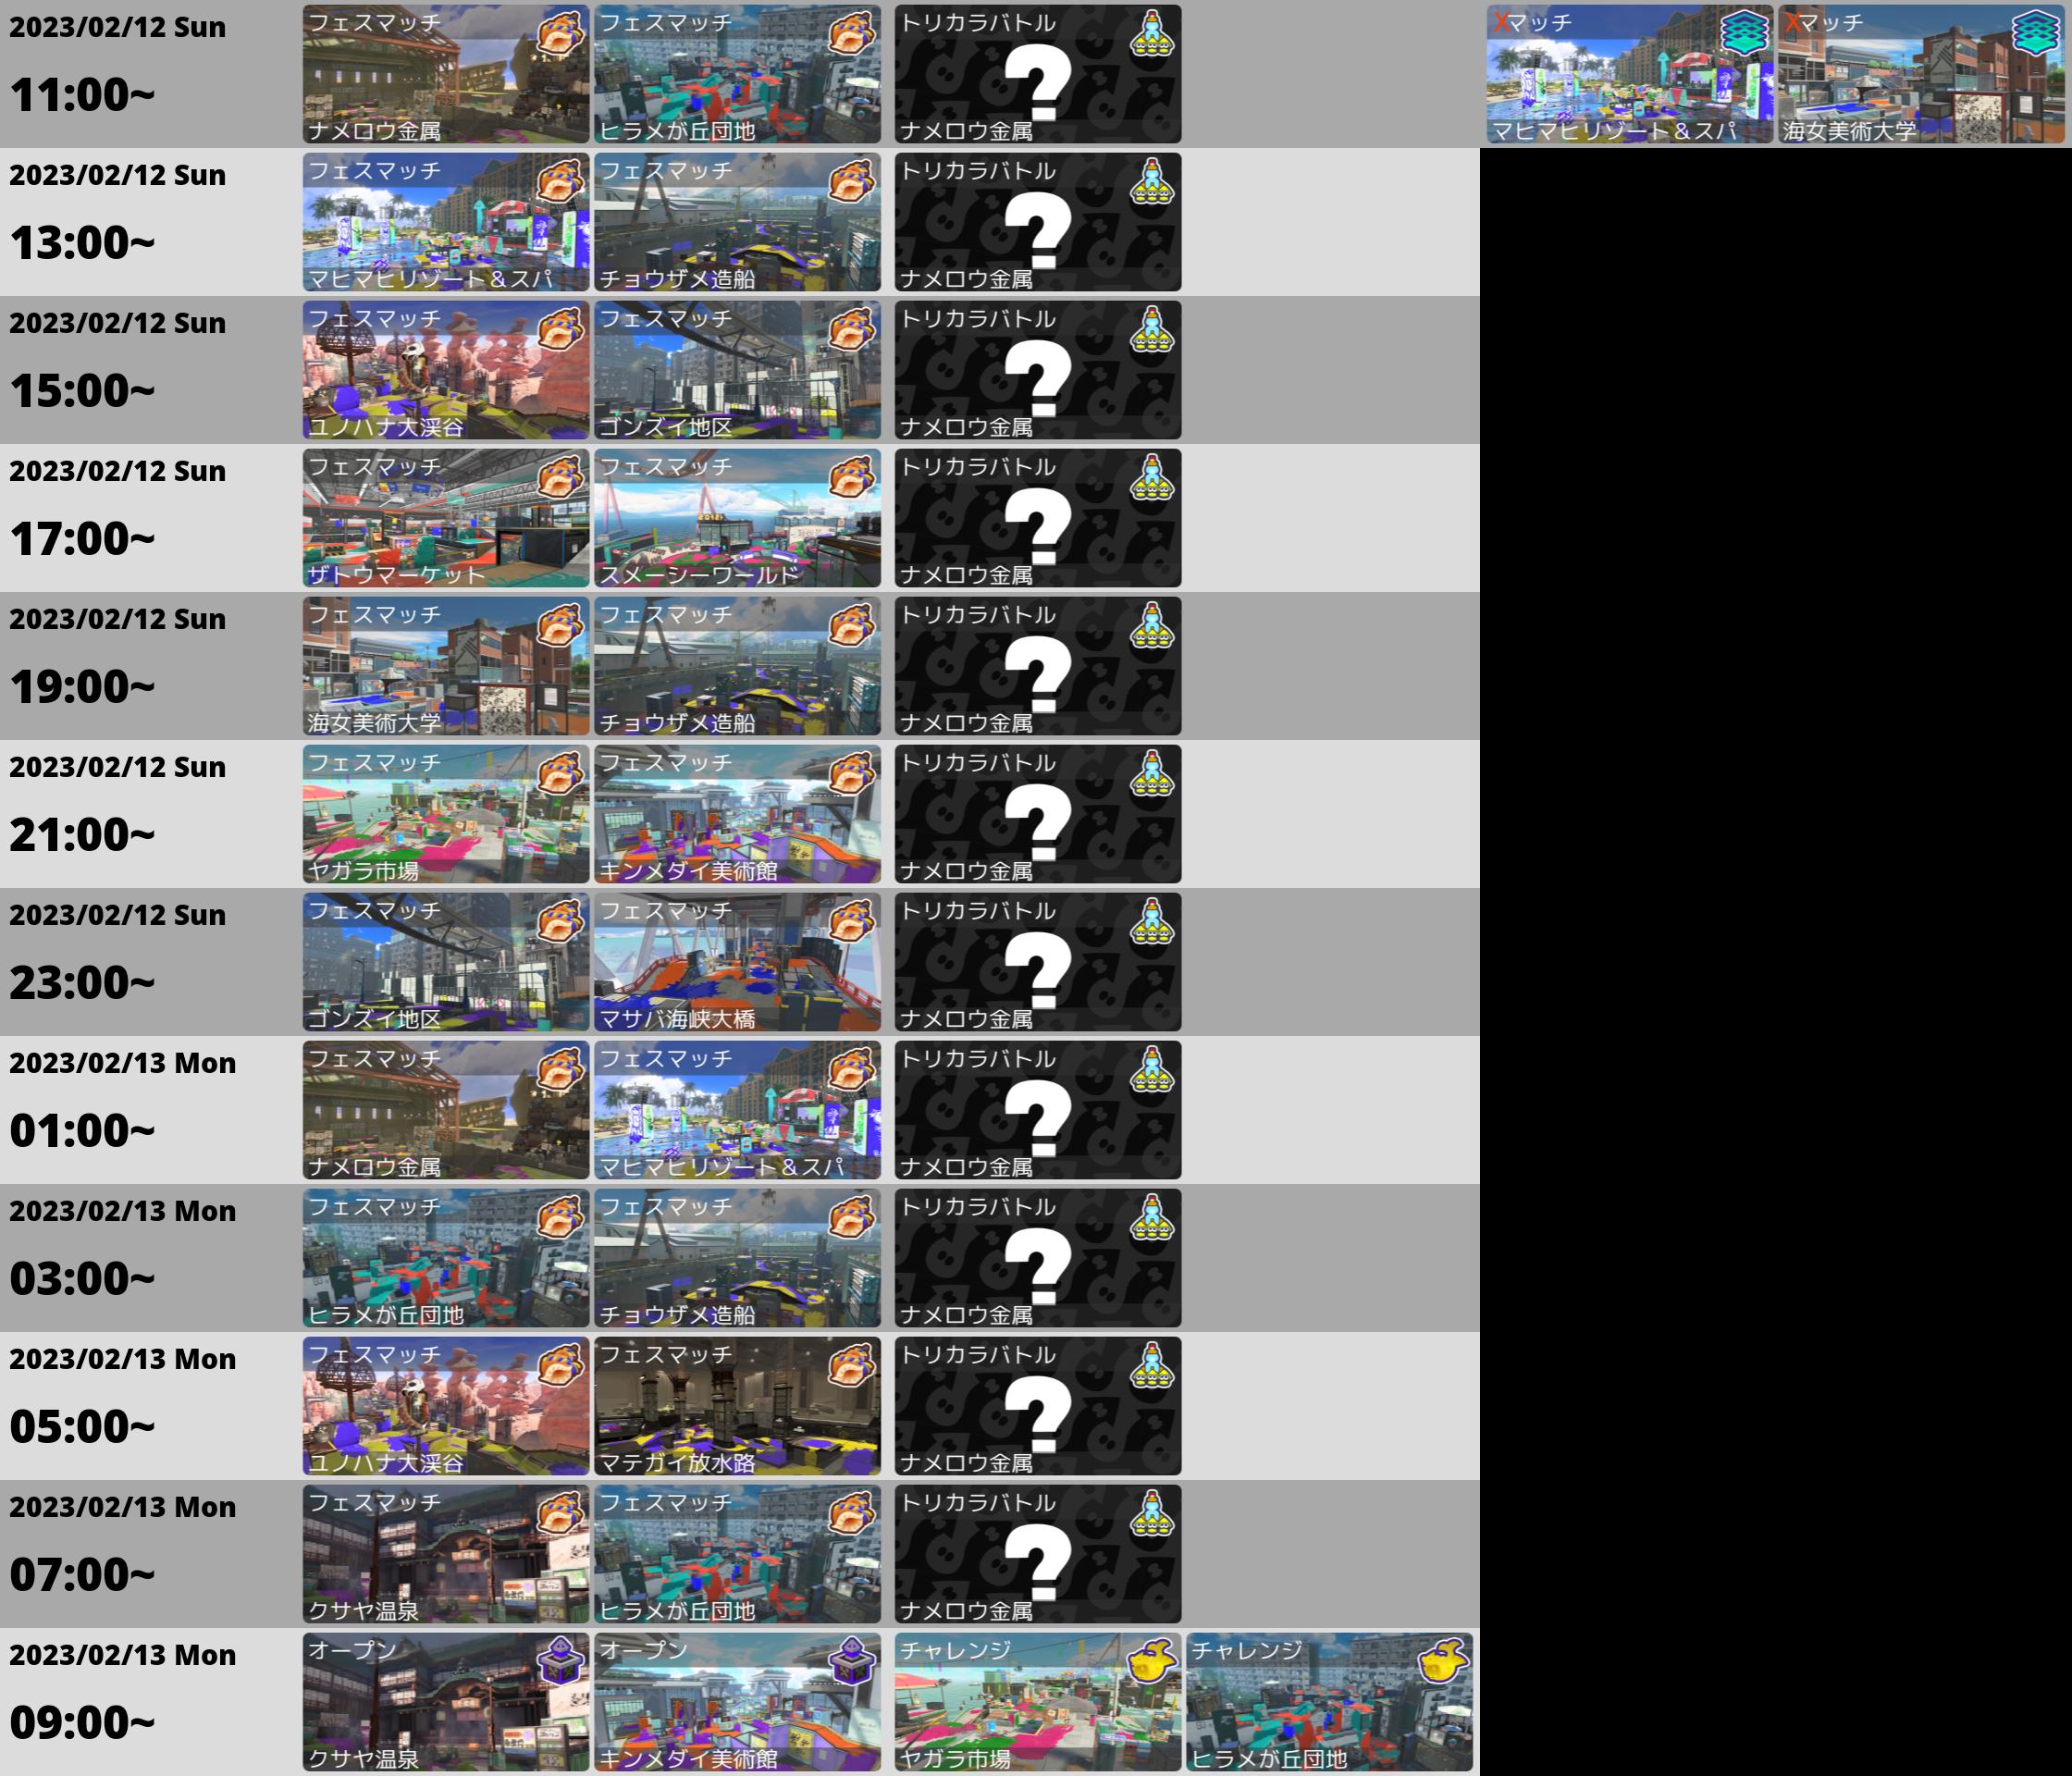 2023/02/12 Sun
11:00~
フェスマッチ
ナメロウ金属
フェスマッチ
ヒラメが丘団地
トリカラバトル
?
ナメロウ金属
Xマッチ
マヒマヒリゾート＆スパ
Xマッチ
海女美術大学
2023/02/12 Sun
13:00~
フェスマッチ
マヒマヒリゾート＆スパ
フェスマッチ
チョウザメ造船
トリカラバトル
?
ナメロウ金属
2023/02/12 Sun
15:00~
フェスマッチ
ユノハナ大渓谷
フェスマッチ
ゴンズイ地区
トリカラバトル
?
ナメロウ金属
2023/02/12 Sun
17:00~
フェスマッチ
ザトウマーケット
フェスマッチ
スメーシーワールド
トリカラバトル
?
ナメロウ金属
2023/02/12 Sun
19:00~
フェスマッチ
海女美術大学
フェスマッチ
チョウザメ造船
トリカラバトル
?
ナメロウ金属
2023/02/12 Sun
21:00~
フェスマッチ
ヤガラ市場
フェスマッチ
キンメダイ美術館
トリカラバトル
?
ナメロウ金属
2023/02/12 Sun
23:00~
フェスマッチ
ゴンズイ地区
フェスマッチ
マサバ海峡大橋
トリカラバトル
?
ナメロウ金属
2023/02/13 Mon
01:00~
フェスマッチ
ナメロウ金属
フェスマッチ
マヒマヒリゾート＆スパ
トリカラバトル
?
ナメロウ金属
2023/02/13 Mon
03:00~
フェスマッチ
ヒラメが丘団地
フェスマッチ
チョウザメ造船
トリカラバトル
?
ナメロウ金属
2023/02/13 Mon
05:00~
フェスマッチ
ユノハナ大渓谷
フェスマッチ
マテガイ放水路
トリカラバトル
?
ナメロウ金属
2023/02/13 Mon
07:00~
フェスマッチ
クサヤ温泉
フェスマッチ
ヒラメが丘団地
トリカラバトル
?
ナメロウ金属
2023/02/13 Mon
09:00~
オープン
クサヤ温泉
オープン
キンメダイ美術館
チャレンジ
ヤガラ市場
チャレンジ
ヒラメが丘団地